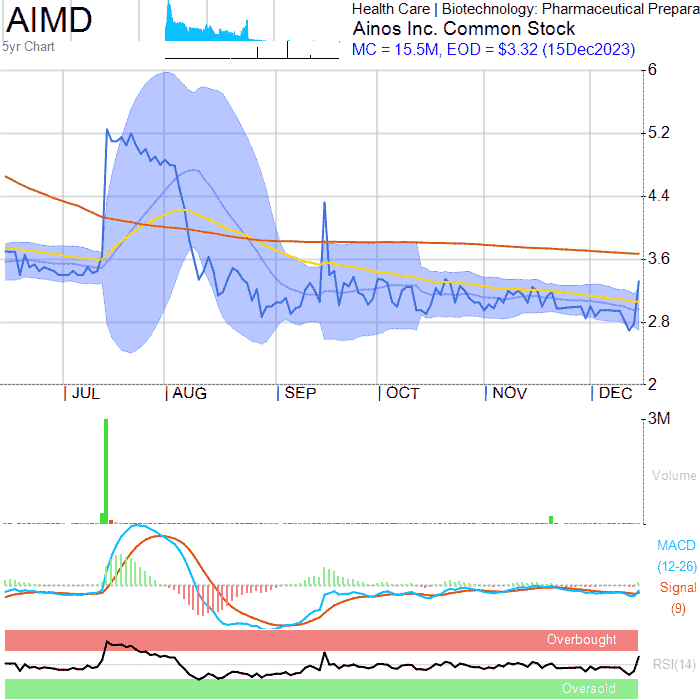 AIMD
5yr Chart
Health Care | Biotechnology: Pharmaceutical Prepara
Ainos Inc. Common Stock
MC = 15.5M, EOD = $3.32 (15Dec2023)
6
5.2
4.4
3.6
2.8
2
JUL AUG SEP OCT NOV DEC
3M
Volume
MACD
(12-26)
Signal
(9)
Overbought
RSI(14)
Oversold